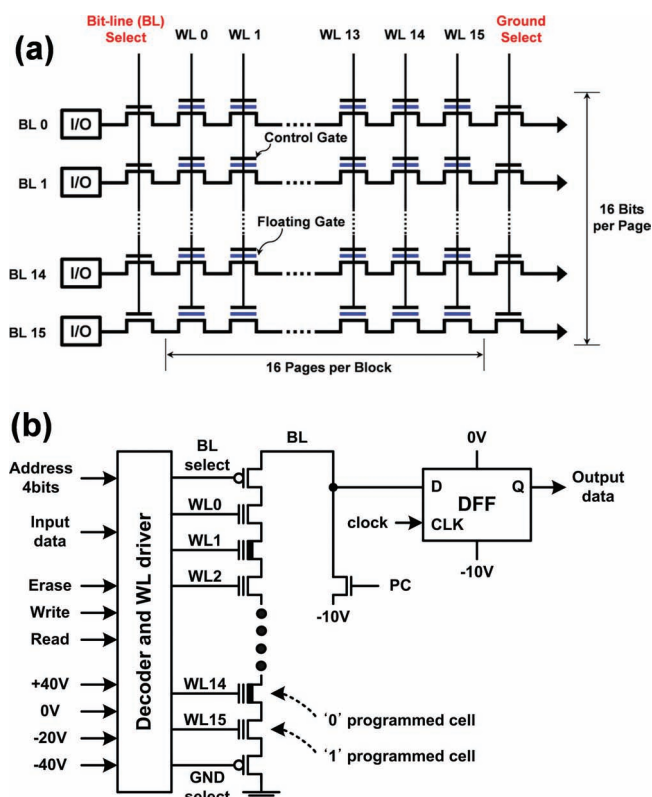 (a)
Bit-line (BL)
Select
WL 0
WL 1
WL 13
WL 14
WL 15
Ground
Select
BL 0
I/O
Control Gate
BL 1
I/O
Floating Gate
16 Bits
per Page
BL 14
I/O
BL 15
I/O
16 Pages per Block
(b)
Address
4bits
Input
data
Erase
Write
Read
+40V
0V
-20V
-40V
Decoder and WL driver
BL
select
WL0
WL1
WL2
WL14
WL15
GND
select
BL
0V
D
Q
DFF
CLK
clock
-10V
Output
data
PC
-10V
'0' programmed cell
'1' programmed cell